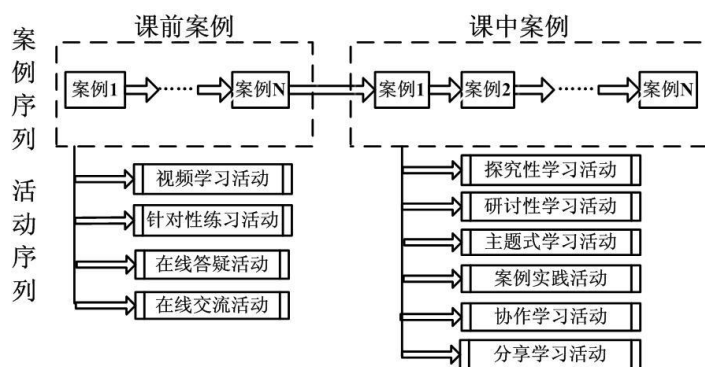 课前案例
课中案例
案例序列
案例1
……
案例N
案例1
案例2
……
案例N
活动序列
视频学习活动
针对性练习活动
在线答疑活动
在线交流活动
探究性学习活动
研讨性学习活动
主题式学习活动
案例实践活动
协作学习活动
分享学习活动